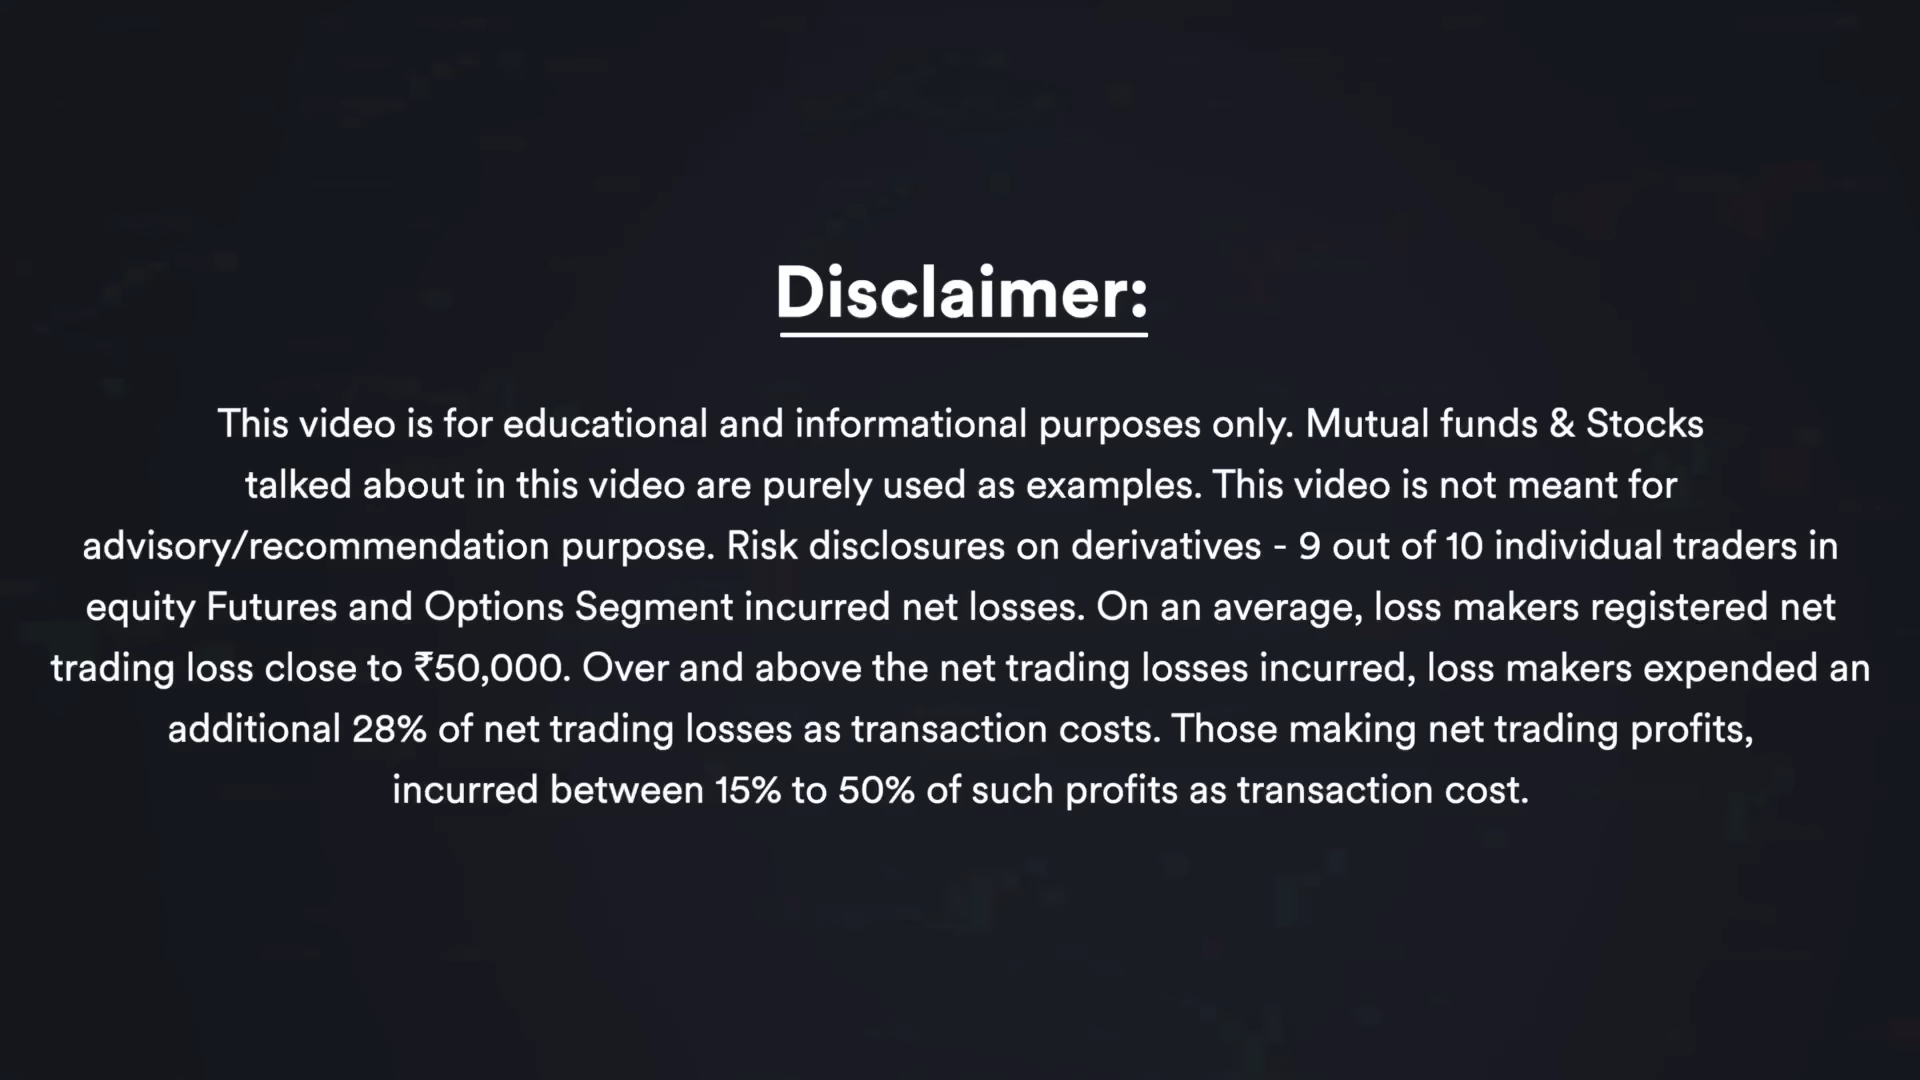 Disclaimer:
This video is for educational and informational purposes only. Mutual funds & Stocks
talked about in this video are purely used as examples. This video is not meant for
advisory/recommendation purpose. Risk disclosures on derivatives - 9 out of 10 individual traders in
equity Futures and Options Segment incurred net losses. On an average, loss makers registered net
trading loss close to ₹50,000. Over and above the net trading losses incurred, loss makers expended an
additional 28% of net trading losses as transaction costs. Those making net trading profits,
incurred between 15% to 50% of such profits as transaction cost.